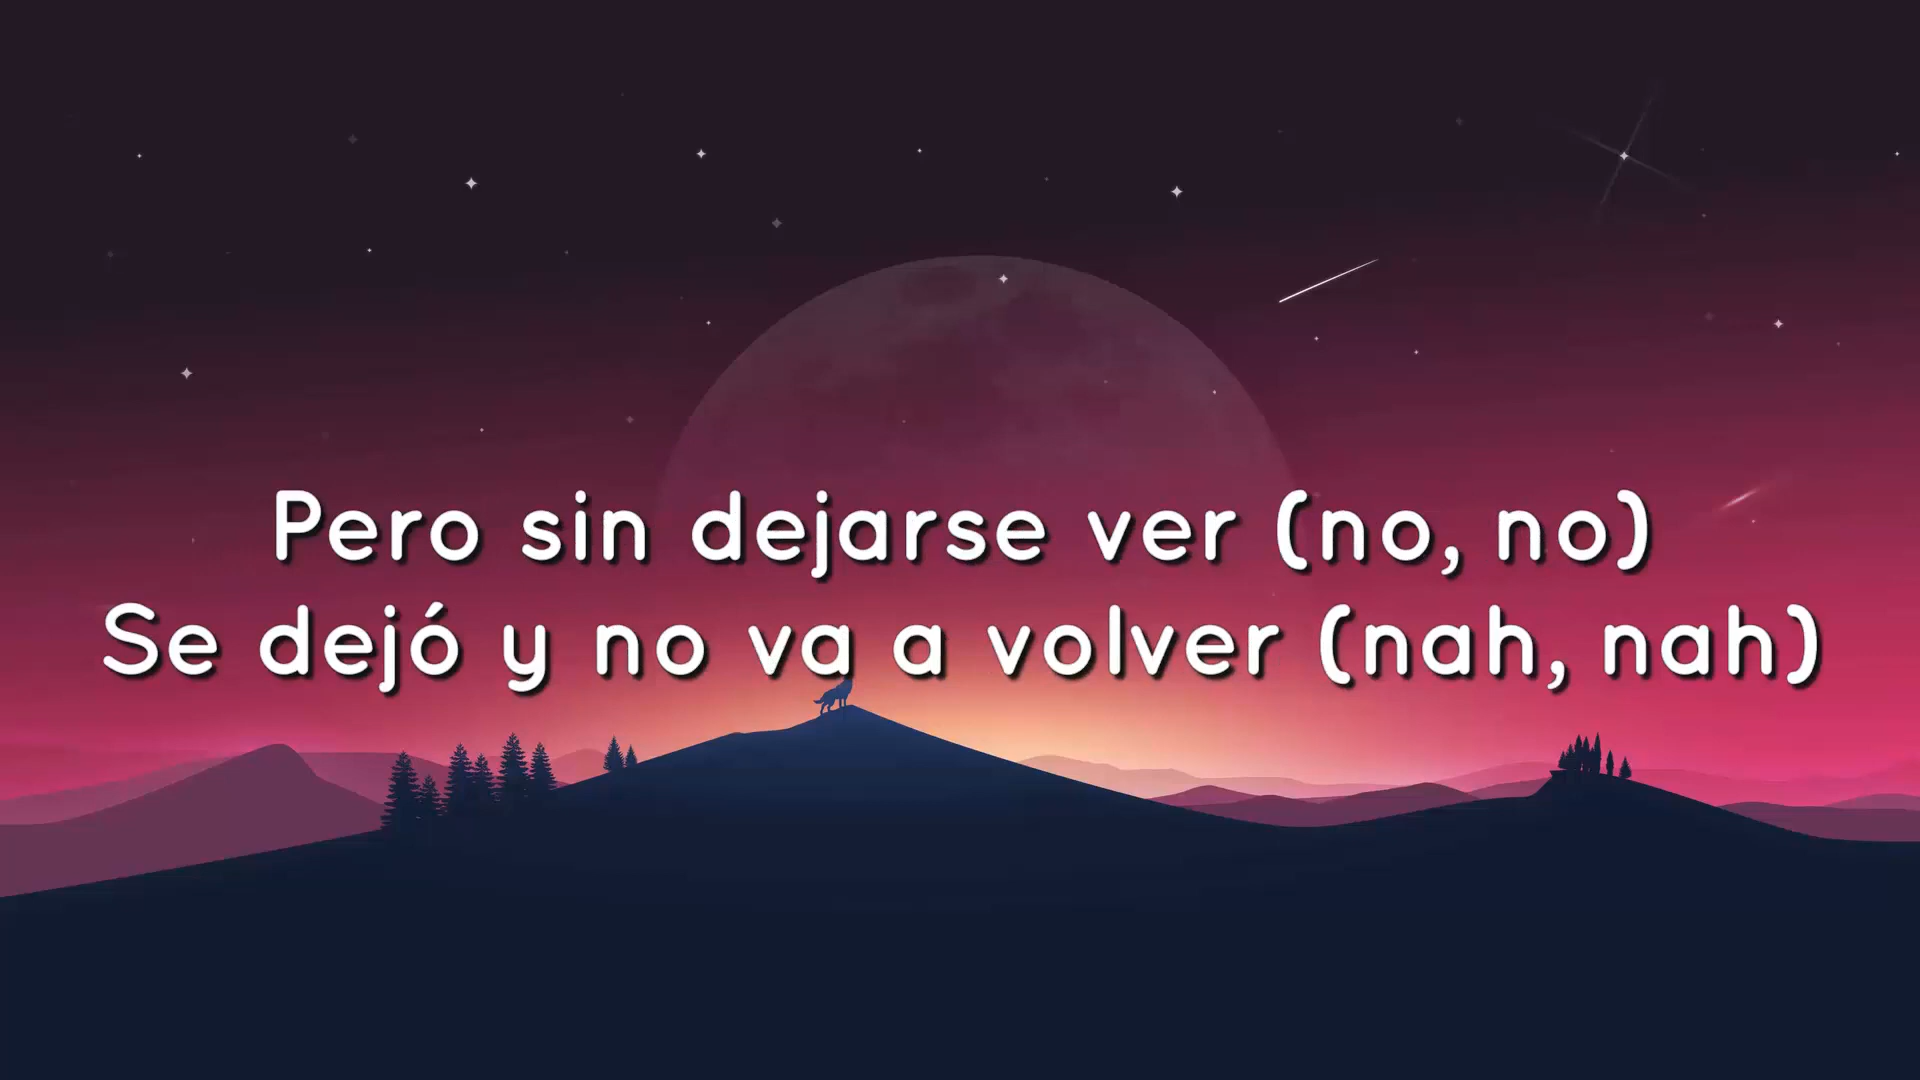 Pero sin dejarse ver (no, no)
Se dejó y no va a volver (nah, nah)